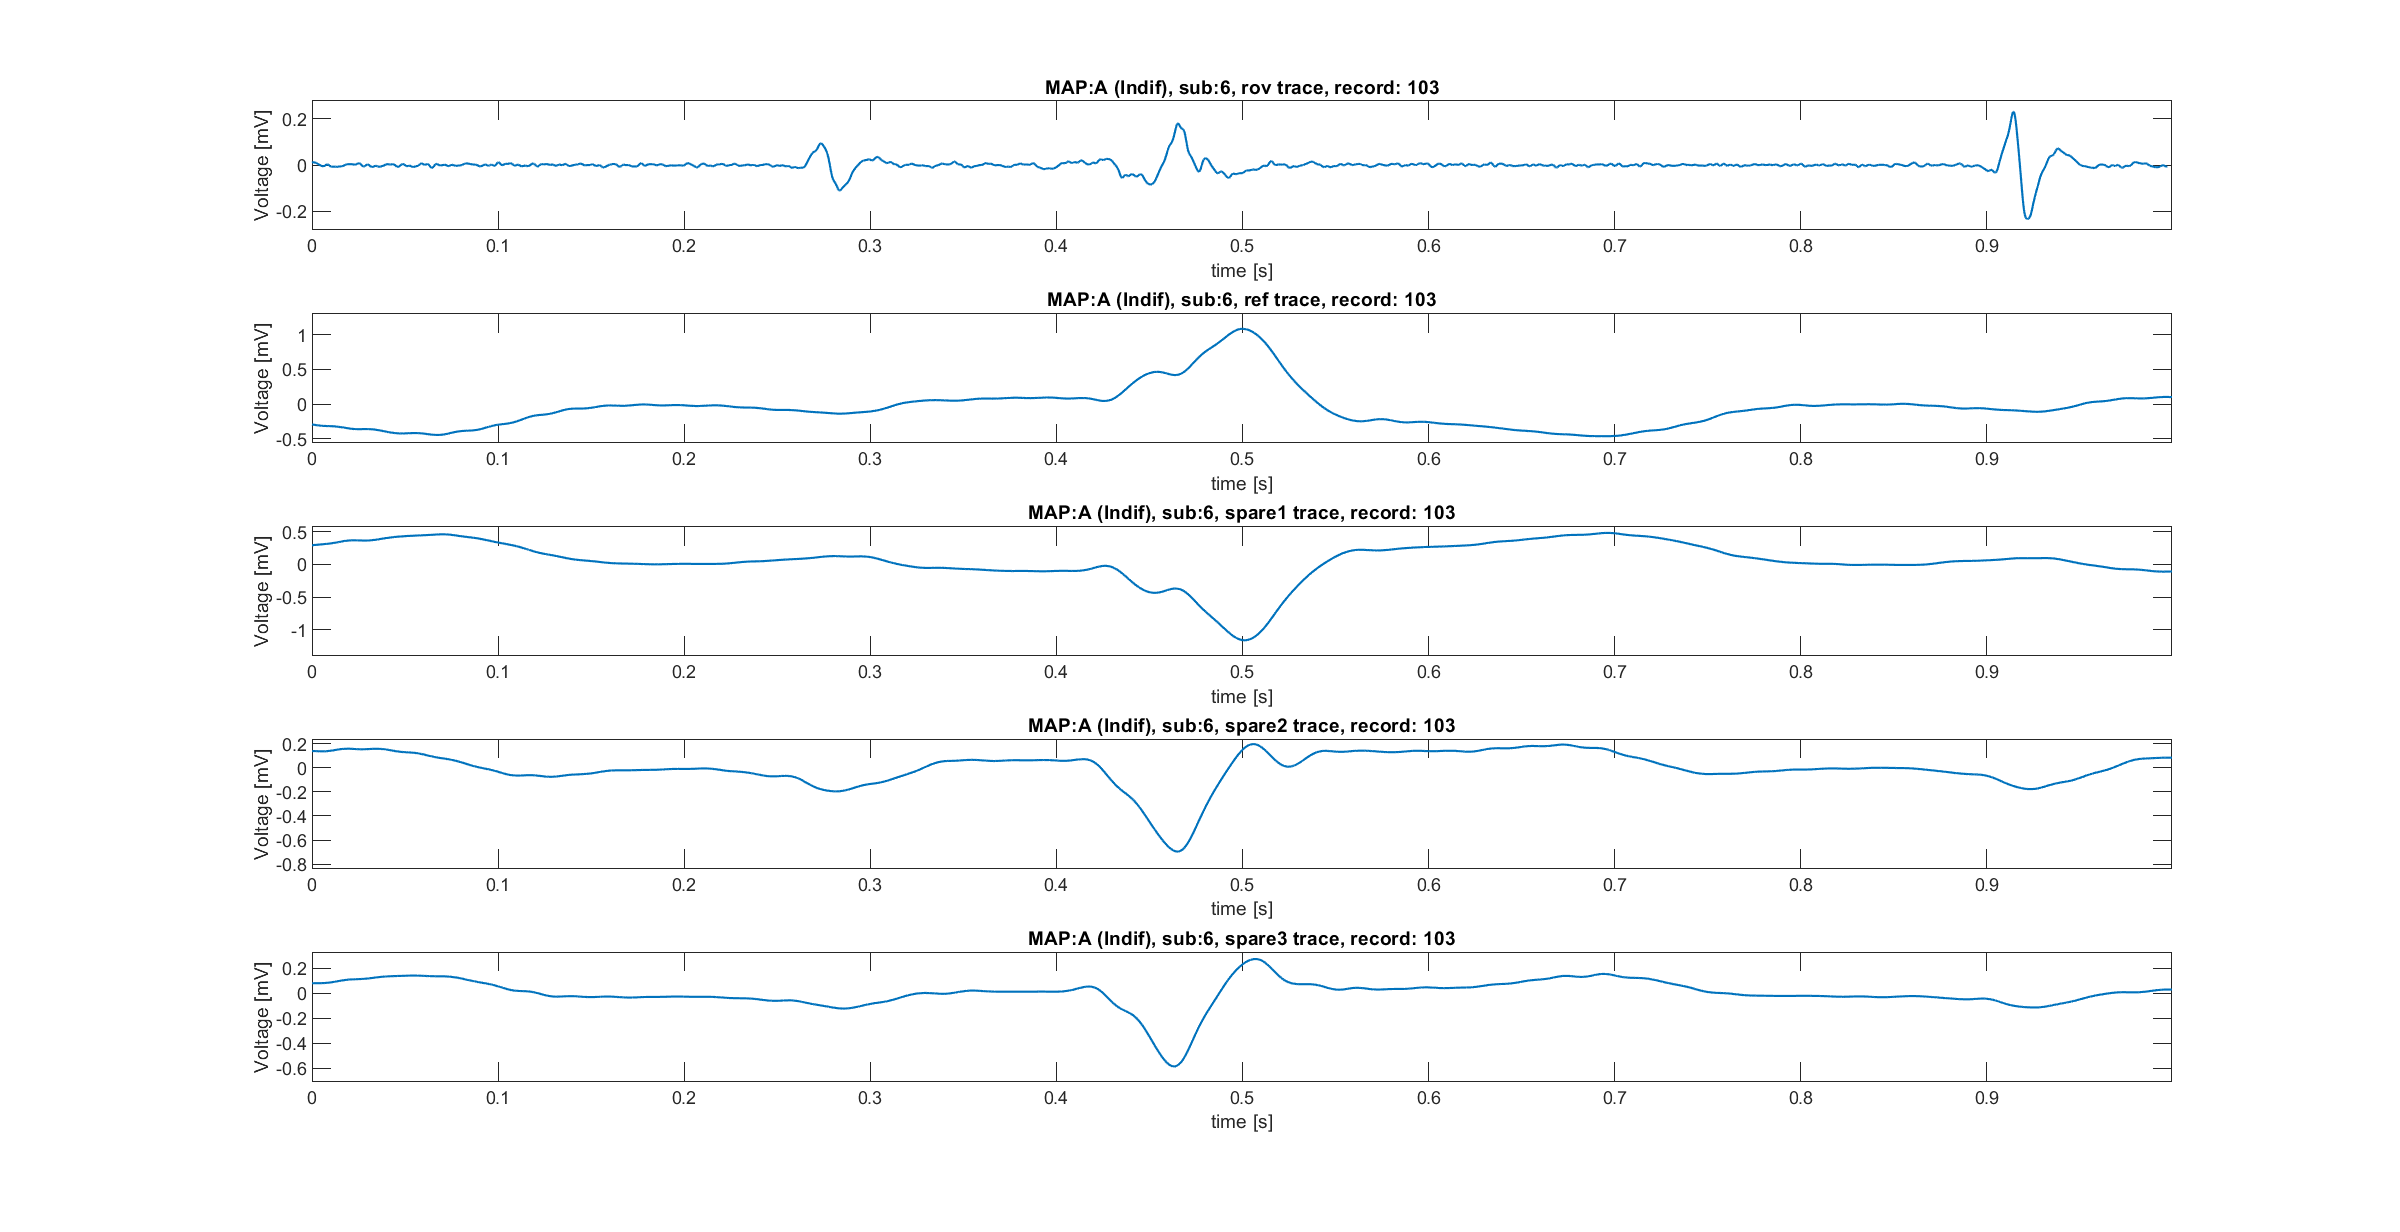 MAP:A (Indif), sub:6, rov trace, record: 103
Voltage [mV]
0.2
0
-0.2
0 0.1 0.2 0.3 0.4 0.5 0.6 0.7 0.8 0.9
time [s]
MAP:A (Indif), sub:6, ref trace, record: 103
Voltage [mV]
1
0.5
0
-0.5
0 0.1 0.2 0.3 0.4 0.5 0.6 0.7 0.8 0.9
time [s]
MAP:A (Indif), sub:6, spare1 trace, record: 103
Voltage [mV]
0.5
0
-0.5
-1
0 0.1 0.2 0.3 0.4 0.5 0.6 0.7 0.8 0.9
time [s]
MAP:A (Indif), sub:6, spare2 trace, record: 103
Voltage [mV]
0.2
0
-0.2
-0.4
-0.6
-0.8
0 0.1 0.2 0.3 0.4 0.5 0.6 0.7 0.8 0.9
time [s]
MAP:A (Indif), sub:6, spare3 trace, record: 103
Voltage [mV]
0.2
0
-0.2
-0.4
-0.6
0 0.1 0.2 0.3 0.4 0.5 0.6 0.7 0.8 0.9
time [s]